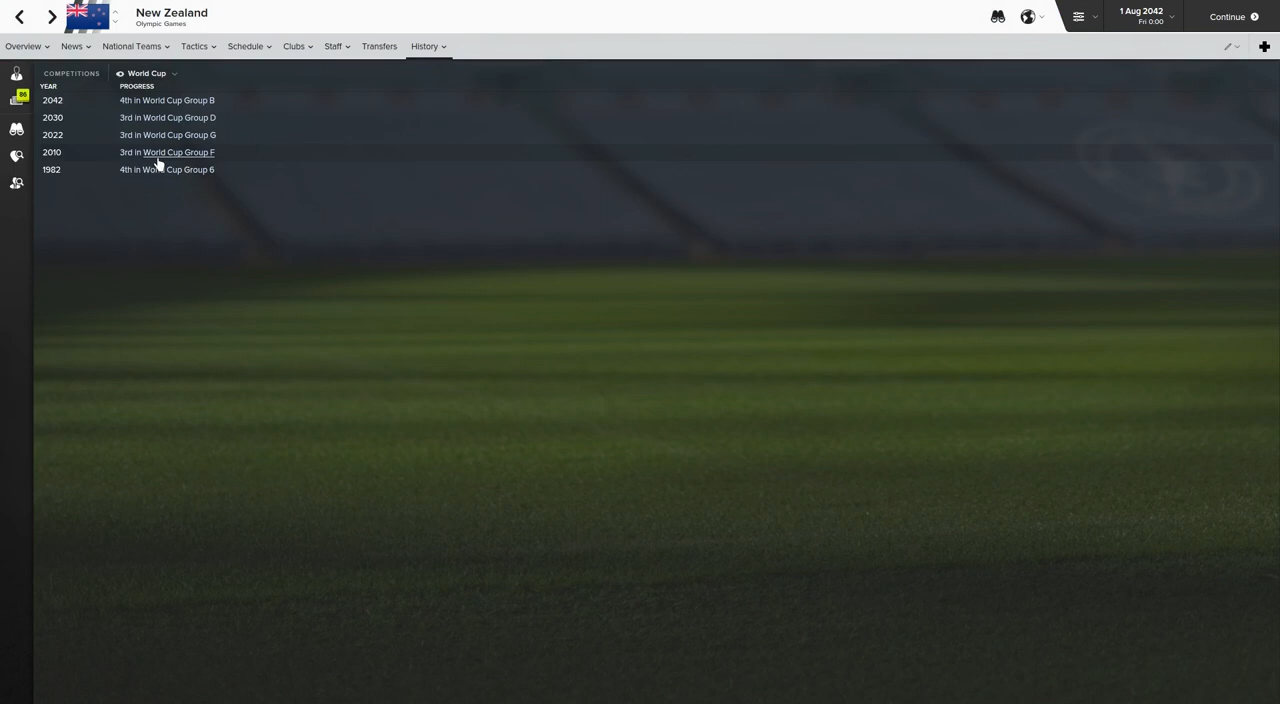 New Zealand
Olympic Games
1 Aug 2042
Fri 0:00
Continue
Overview News National Teams Tactics Schedule Clubs Staff Transfers History
86
COMPETITIONS World Cup
YEAR PROGRESS
2042 4th in World Cup Group B
2030 3rd in World Cup Group D
2022 3rd in World Cup Group G
2010 3rd in World Cup Group F
1982 4th in World Cup Group 6